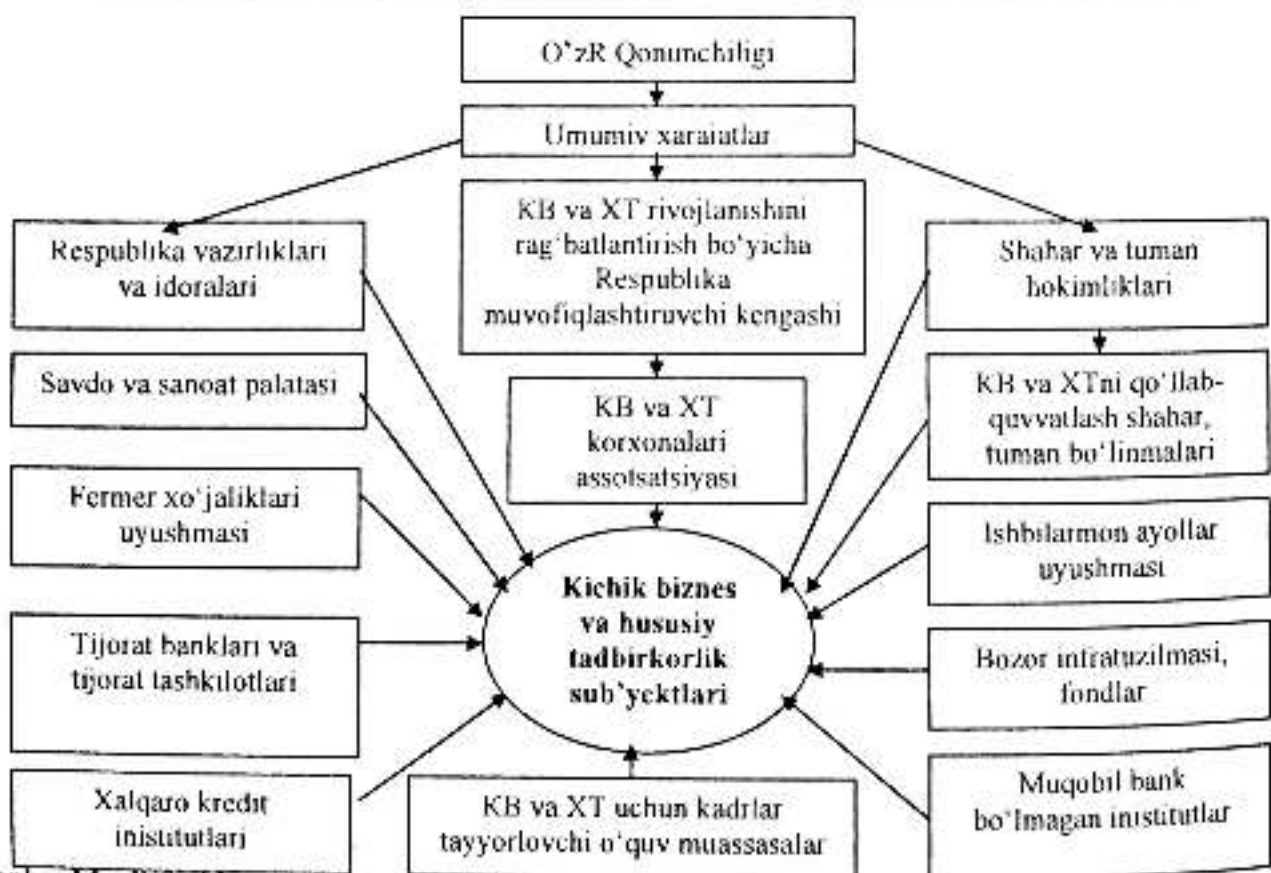 O'zR Qonunchiligi
Umumiy xaraiatlar
KB va XT rivojlanishini
rag'batlantirish bo'yicha
Respublika
muvofiqlashtiruvchi kengashi
Respublika vazirliklari
va idoralari
Shahar va tuman
hokimliklari
Savdo va sanoat palatasi
KB va XT
korxonalari
assotsatsiyasi
KB va XTni qo'llab-
quvvatlash shahar,
tuman bo'linmalari
Fermer xo'jaliklari
uyushmasi
Ishbilarmon ayollar
uyushmasi
Kichik biznes
va hususiy
tadbirkorlik
sub'yektlari
Tijorat banklari va
tijorat tashkilotlari
Bozor infratuzilmasi,
fondlar
Xalqaro kredit
inistitutlari
KB va XT uchun kadrlar
tayyorlovchi o'quv muassasalar
Muqobil bank
bo'lmagan inistitutlar